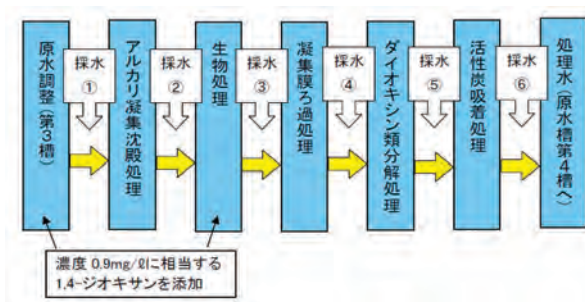 原水調整(第3槽)
採水
①
アルカリ凝集沈殿処理
採水
②
生物処理
採水
③
凝集膜ろ過処理
採水
④
ダイオキシン類分解処理
採水
⑤
活性炭吸着処理
採水
⑥
処理水(原水槽第4槽へ)
濃度 0.9mg/ℓに相当する
1,4-ジオキサンを添加